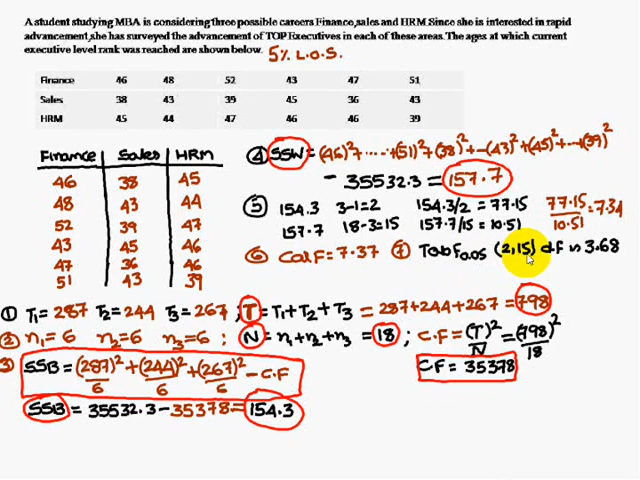 A student studying MBA is considering three possible careers Finance,sales and HRM.Since she is interested in rapid
advancement,she has surveyed the advancement of TOP Executives in each of these areas.The ages at which current
executive level rank was reached are shown below. 5% L.O.S.
Finance 46 48 52 43 47 51
Sales 38 43 39 45 36 43
HRM 45 44 47 46 46 39
Finance Sales HRM
46 38 45
48 43 44
52 39 47
43 45 46
47 36 46
51 43 39
④ SSW = (46)²+.....+(51)²+(38)²+--(43)²+(45)²+--+(39)²
- 35532.3 = 157.7
⑤ 154.3 3-1=2 154.3/2 = 77.15 77.15/10.51 = 7.34
157.7 18-3=15 157.7/15 = 10.51
⑥ Cal F = 7.37 ⑦ Tab F0.05 (2,15) df is 3.68
① T₁=287 T₂=244 T₃=267 ; T=T₁+T₂+T₃ = 287+244+267 = 798
② n₁=6 n₂=6 n₃=6 ; N = n₁+n₂+n₃ = 18 ; C.F = (T)²/N = (798)²/18
③ SSB = (287)²/6 + (244)²/6 + (267)²/6 - C.F
CF = 35378
SSB = 35532.3 - 35378 = 154.3